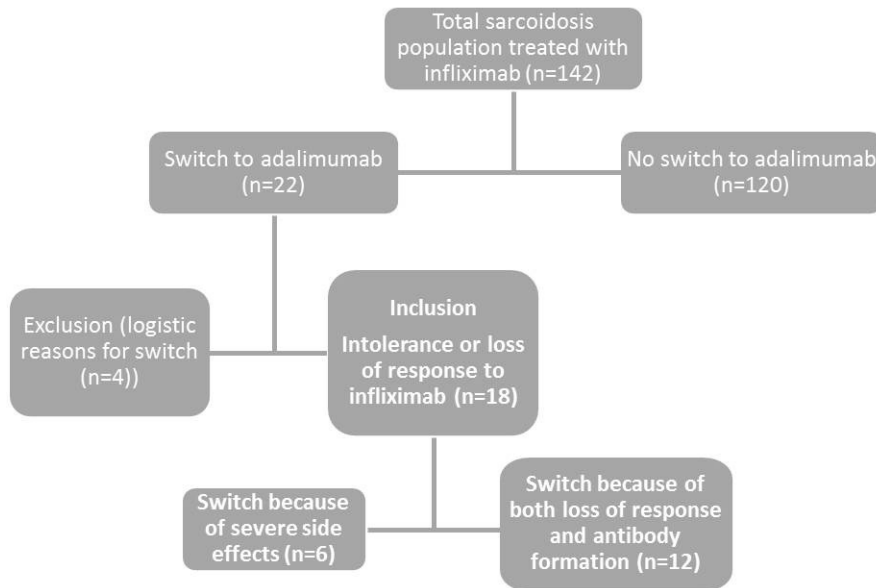 Total sarcoidosis
population treated with
infliximab (n=142)
Switch to adalimumab
(n=22)
No switch to adalimumab
(n=120)
Exclusion (logistic
reasons for switch
(n=4))
Inclusion
Intolerance or loss
of response to
infliximab (n=18)
Switch because
of severe side
effects (n=6)
Switch because of
both loss of response
and antibody
formation (n=12)